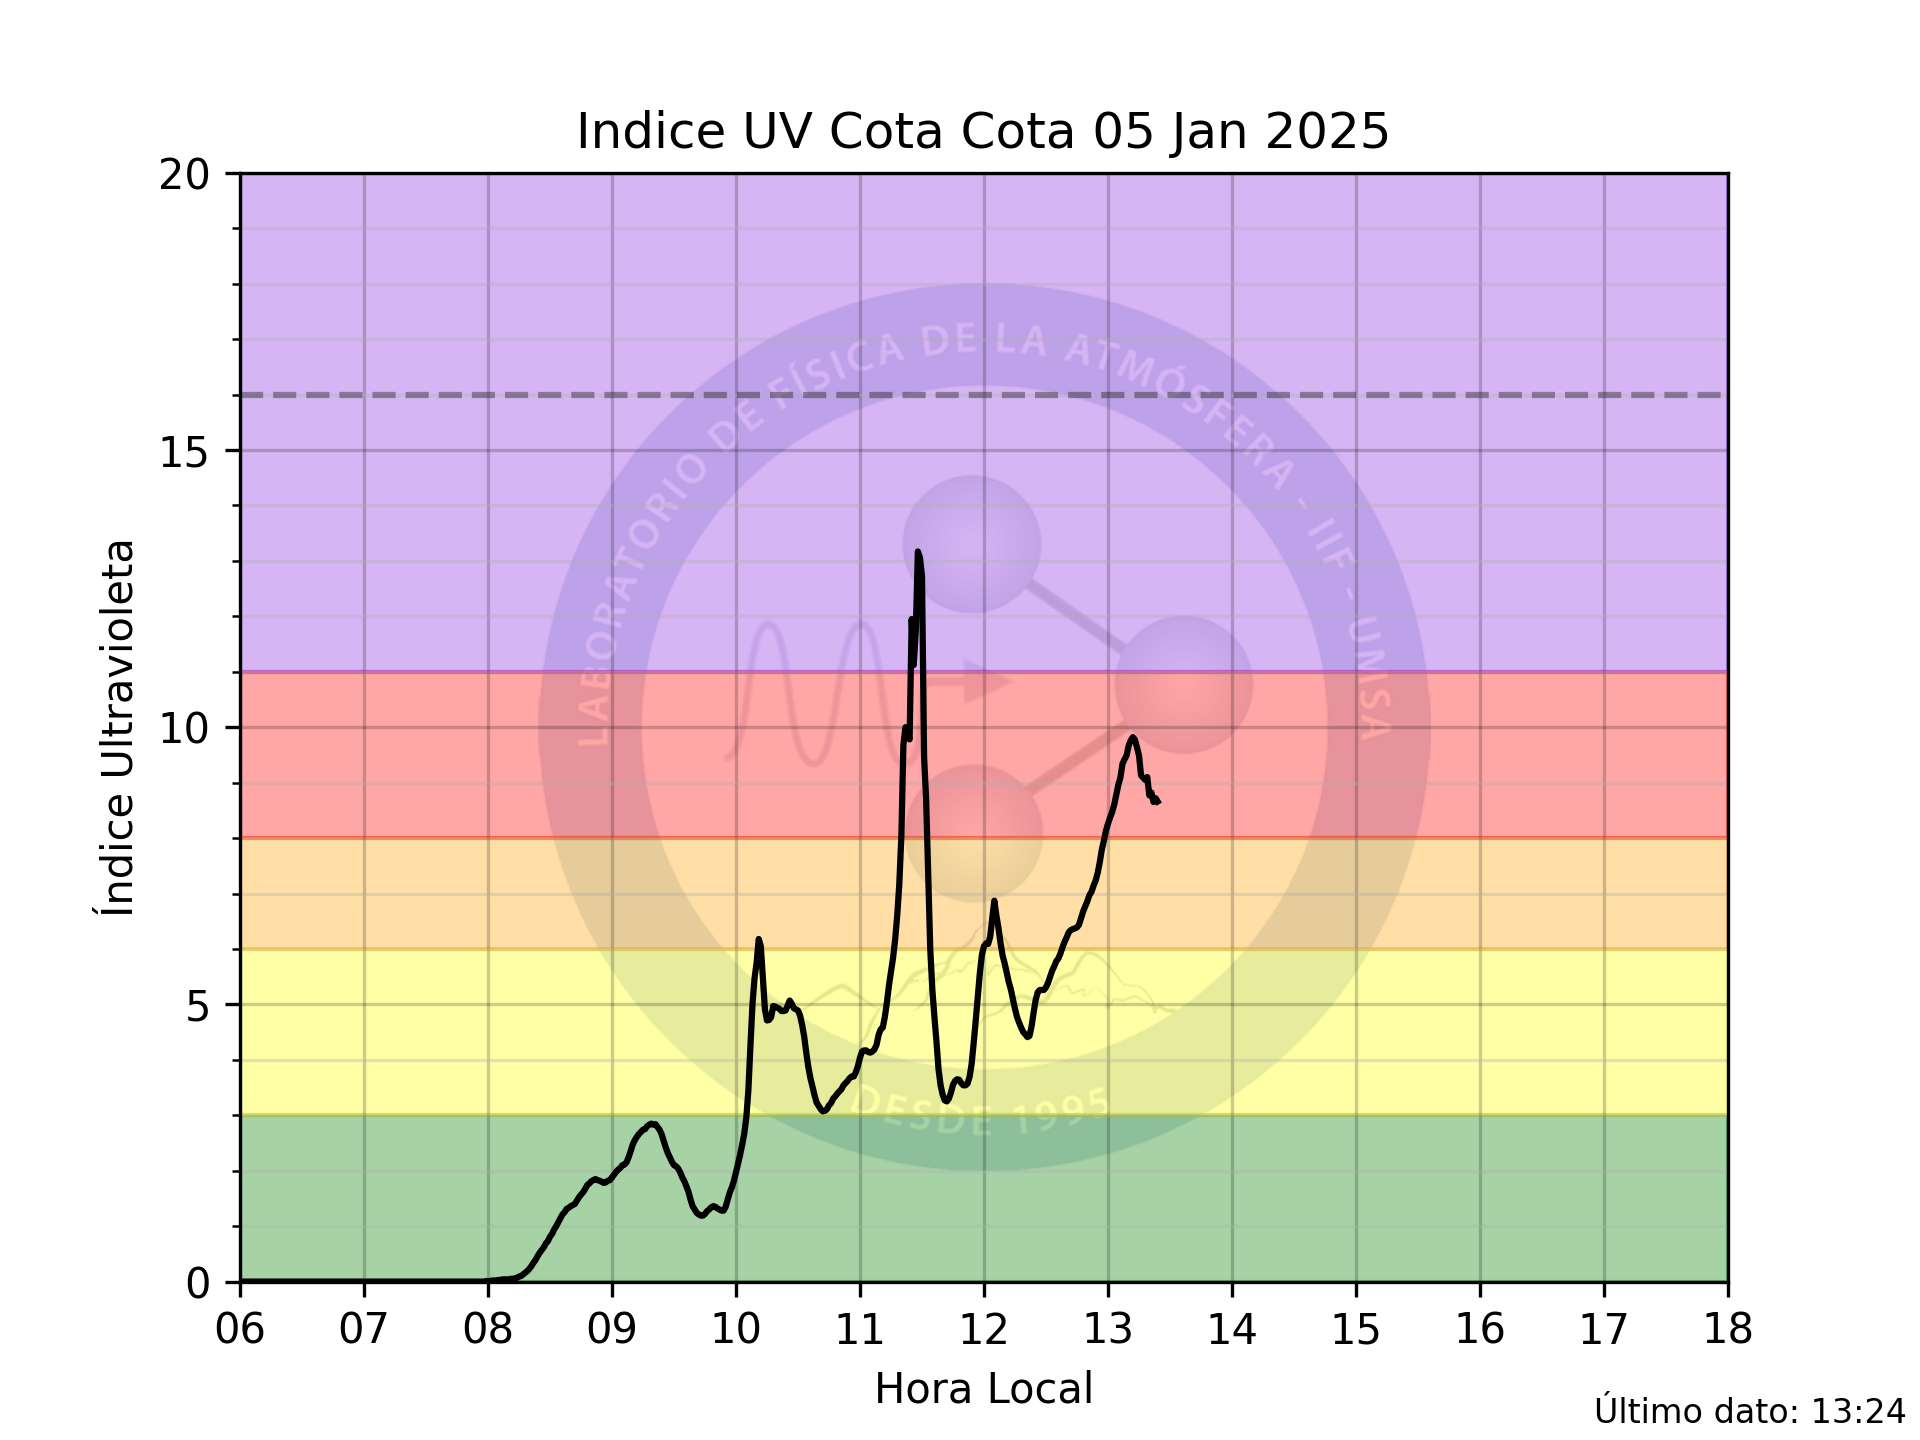 Indice UV Cota Cota 05 Jan 2025
20
15
10
5
0
Índice Ultravioleta
LABORATORIO DE FÍSICA DE LA ATMÓSFERA - IIF - UMSA
DESDE 1995
06 07 08 09 10 11 12 13 14 15 16 17 18
Hora Local
Último dato: 13:24